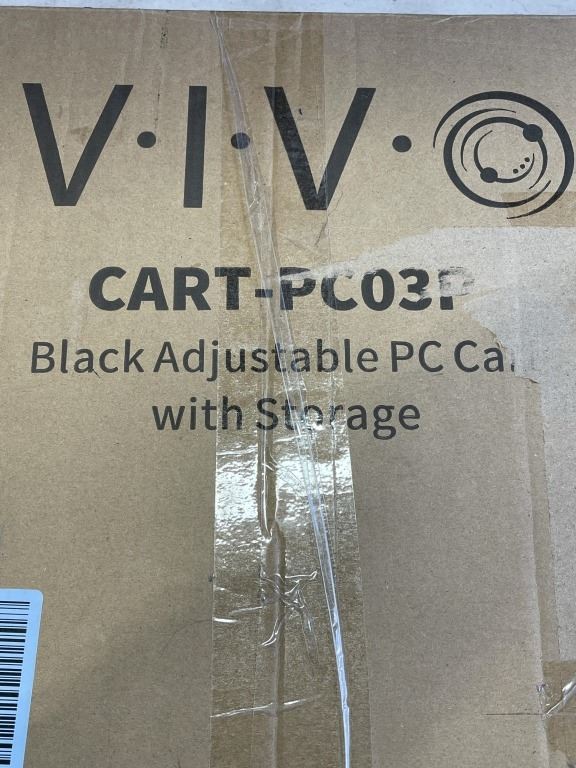 V·I·V·O
CART-PC03P
Black Adjustable PC Ca
with Storage